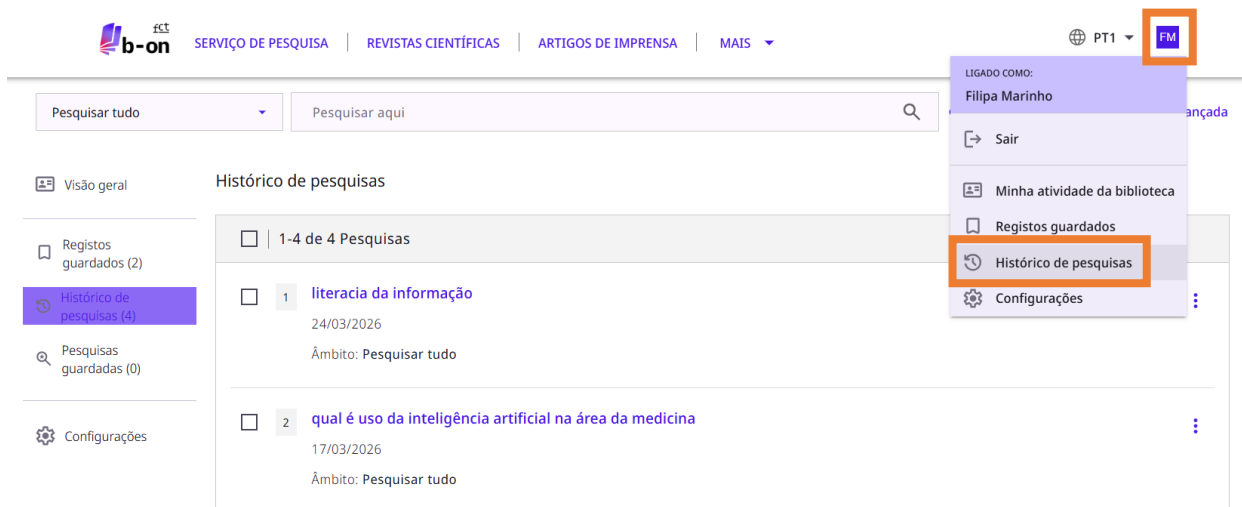 fct
b-on
SERVIÇO DE PESQUISA
REVISTAS CIENTÍFICAS
ARTIGOS DE IMPRENSA
MAIS
PT1
FM
LIGADO COMO:
Filipa Marinho
Sair
Minha atividade da biblioteca
Registos guardados
Histórico de pesquisas
Configurações
Pesquisar tudo
Pesquisar aqui
ançada
Visão geral
Registos
guardados (2)
Histórico de
pesquisas (4)
Pesquisas
guardadas (0)
Configurações
Histórico de pesquisas
1-4 de 4 Pesquisas
1 literacia da informação
24/03/2026
Âmbito: Pesquisar tudo
2 qual é uso da inteligência artificial na área da medicina
17/03/2026
Âmbito: Pesquisar tudo